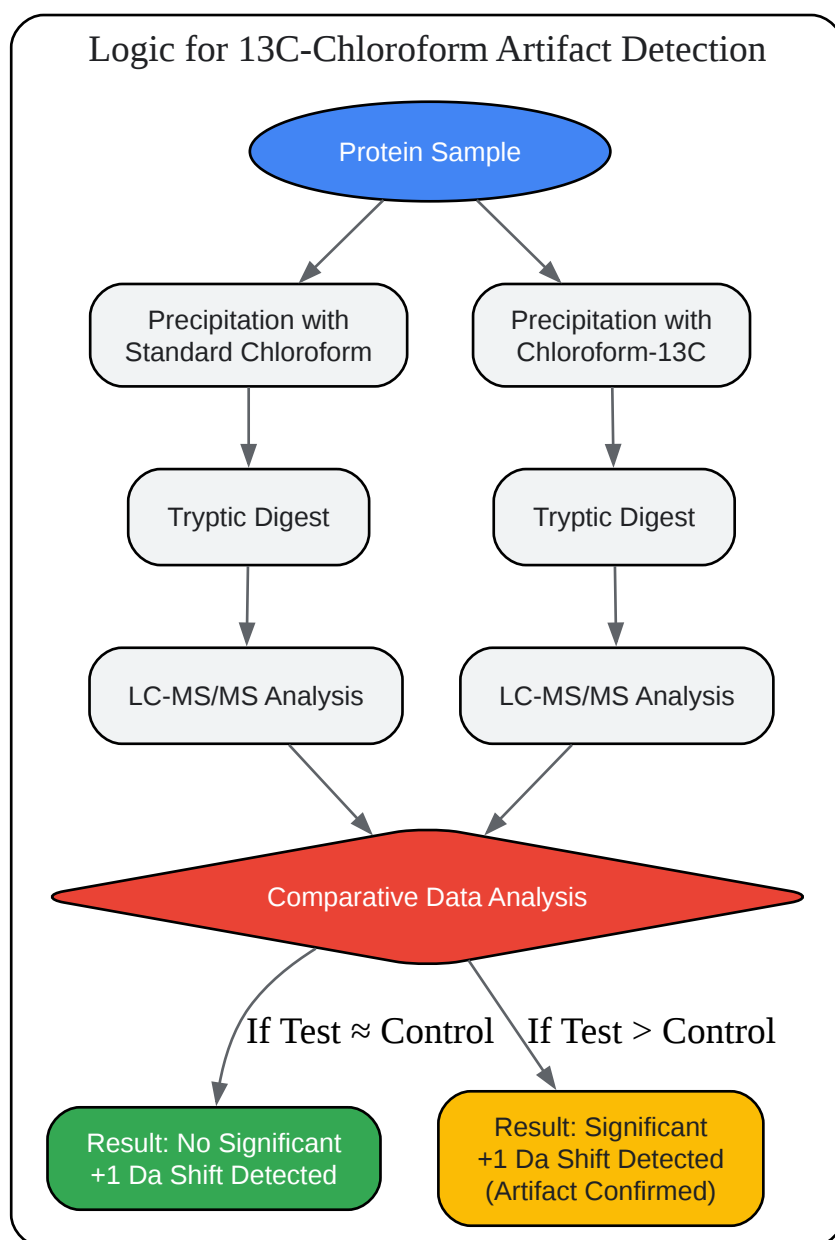 Logic for 13C-Chloroform Artifact Detection
Protein Sample
Precipitation with
Standard Chloroform
Precipitation with
Chloroform-13C
Tryptic Digest
Tryptic Digest
LC-MS/MS Analysis
LC-MS/MS Analysis
Comparative Data Analysis
If Test ≈ Control
If Test > Control
Result: No Significant
+1 Da Shift Detected
Result: Significant
+1 Da Shift Detected
(Artifact Confirmed)